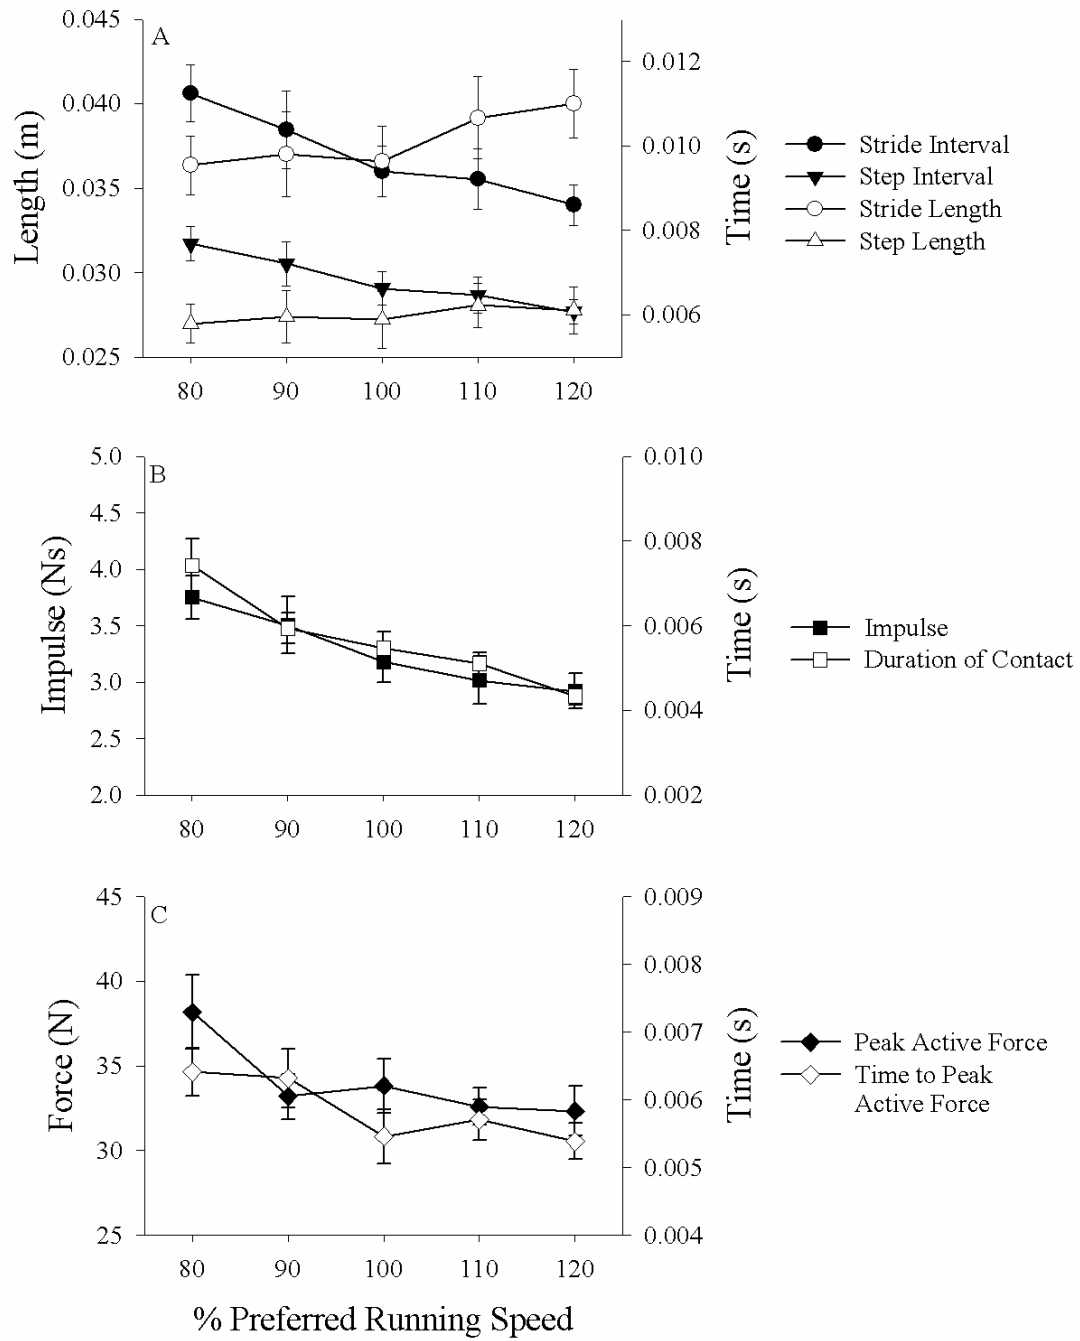 A
Length (m)
0.045
0.040
0.035
0.030
0.025
0.012
0.010
0.008
0.006
Time (s)
80 90 100 110 120
Stride Interval
Step Interval
Stride Length
Step Length
B
Impulse (Ns)
5.0
4.5
4.0
3.5
3.0
2.5
2.0
0.010
0.008
0.006
0.004
0.002
Time (s)
80 90 100 110 120
Impulse
Duration of Contact
C
Force (N)
45
40
35
30
25
0.009
0.008
0.007
0.006
0.005
0.004
Time (s)
80 90 100 110 120
Peak Active Force
Time to Peak
Active Force
% Preferred Running Speed